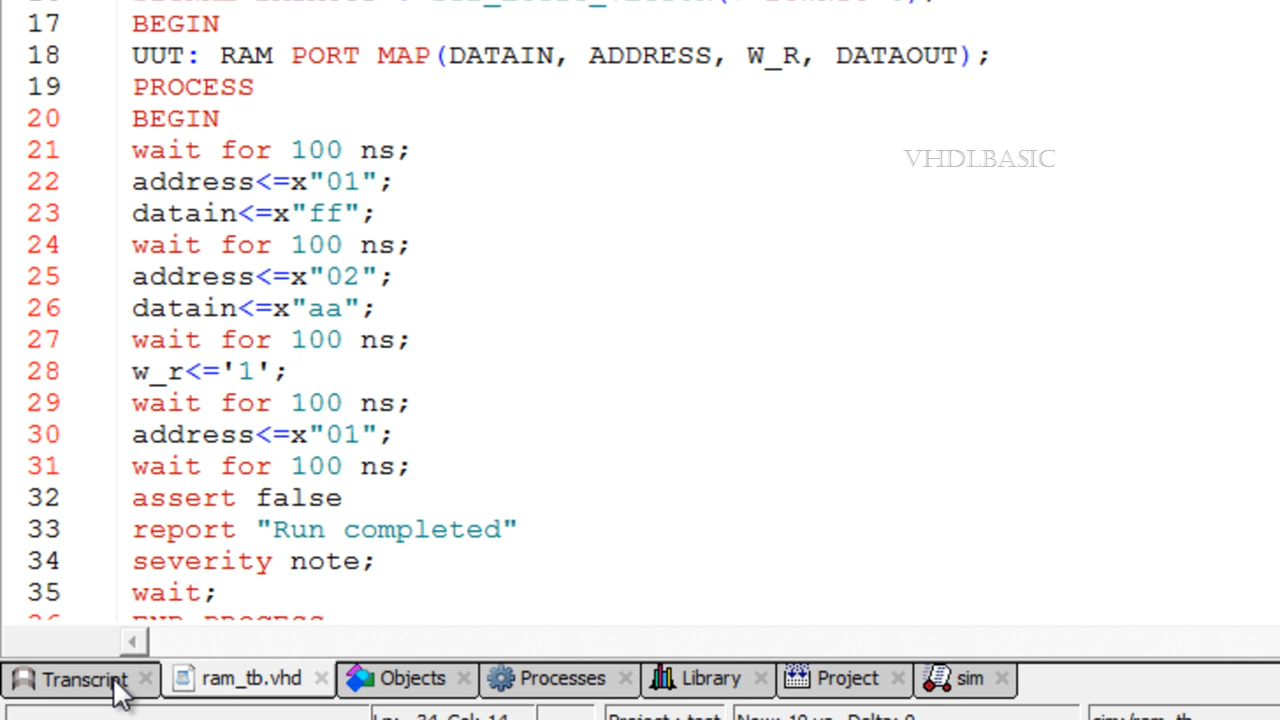 17 BEGIN
18 UUT: RAM PORT MAP(DATAIN, ADDRESS, W_R, DATAOUT);
19 PROCESS
20 BEGIN
21 wait for 100 ns;
VHDLBASIC
22 address<=x"01";
23 datain<=x"ff";
24 wait for 100 ns;
25 address<=x"02";
26 datain<=x"aa";
27 wait for 100 ns;
28 w_r<='1';
29 wait for 100 ns;
30 address<=x"01";
31 wait for 100 ns;
32 assert false
33 report "Run completed"
34 severity note;
35 wait;
Transcript ram_tb.vhd Objects Processes Library Project sim